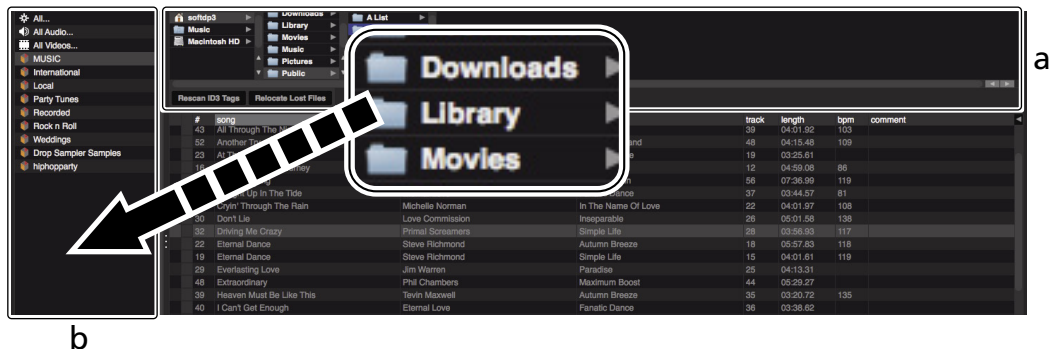 All...
All Audio...
All Videos...
MUSIC
International
Local
Party Tunes
Recorded
Rock n Roll
Weddings
Drop Sampler Samples
hiphopparty
softdp3
Music
Macintosh HD
Downloads
Library
Movies
Music
Pictures
Public
A List
Downloads
Library
Movies
Rescan ID3 Tags Relocate Lost Files
a
# song track length bpm comment
43 All Through The 39 04:01.92 103
52 Another 48 04:15.48 109
23 19 03:25.61
12 04:59.08 86
56 07:36.99 119
Up In The Tide 37 03:44.57 81
Cryin' Through The Rain Michelle Norman In The Name Of Love 22 04:01.97 108
30 Don't Lie Love Commission Inseparable 26 05:01.58 138
32 Driving Me Crazy Primal Screamers Simple Life 28 03:56.93 117
22 Eternal Dance Steve Richmond Autumn Breeze 18 05:57.83 118
19 Eternal Dance Steve Richmond Simple Life 15 04:01.61 119
29 Everlasting Love Jim Warren Paradise 25 04:13.31
48 Extraordinary Phil Chambers Maximum Boost 44 05:29.27
39 Heaven Must Be Like This Tevin Maxwell Autumn Breeze 35 03:20.72 135
40 I Can't Get Enough Eternal Love Fanatic Dance 36 03:38.62
b